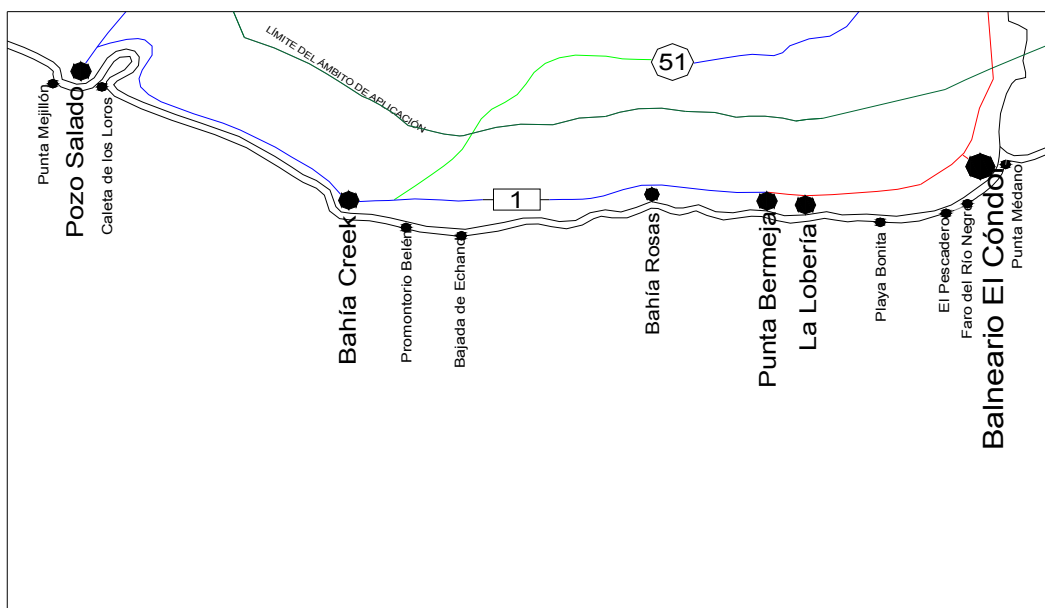 LÍMITE DEL ÁMBITO DE APLICACIÓN
51
1
Punta Mejillón
Pozo Salado
Caleta de los Loros
Bahía Creek
Promontorio Belén
Bajada de Echano
Bahía Rosas
Punta Bermeja
La Lobería
Playa Bonita
El Pescadero
Faro del Río Negro
Balneario El Cóndor
Punta Médano